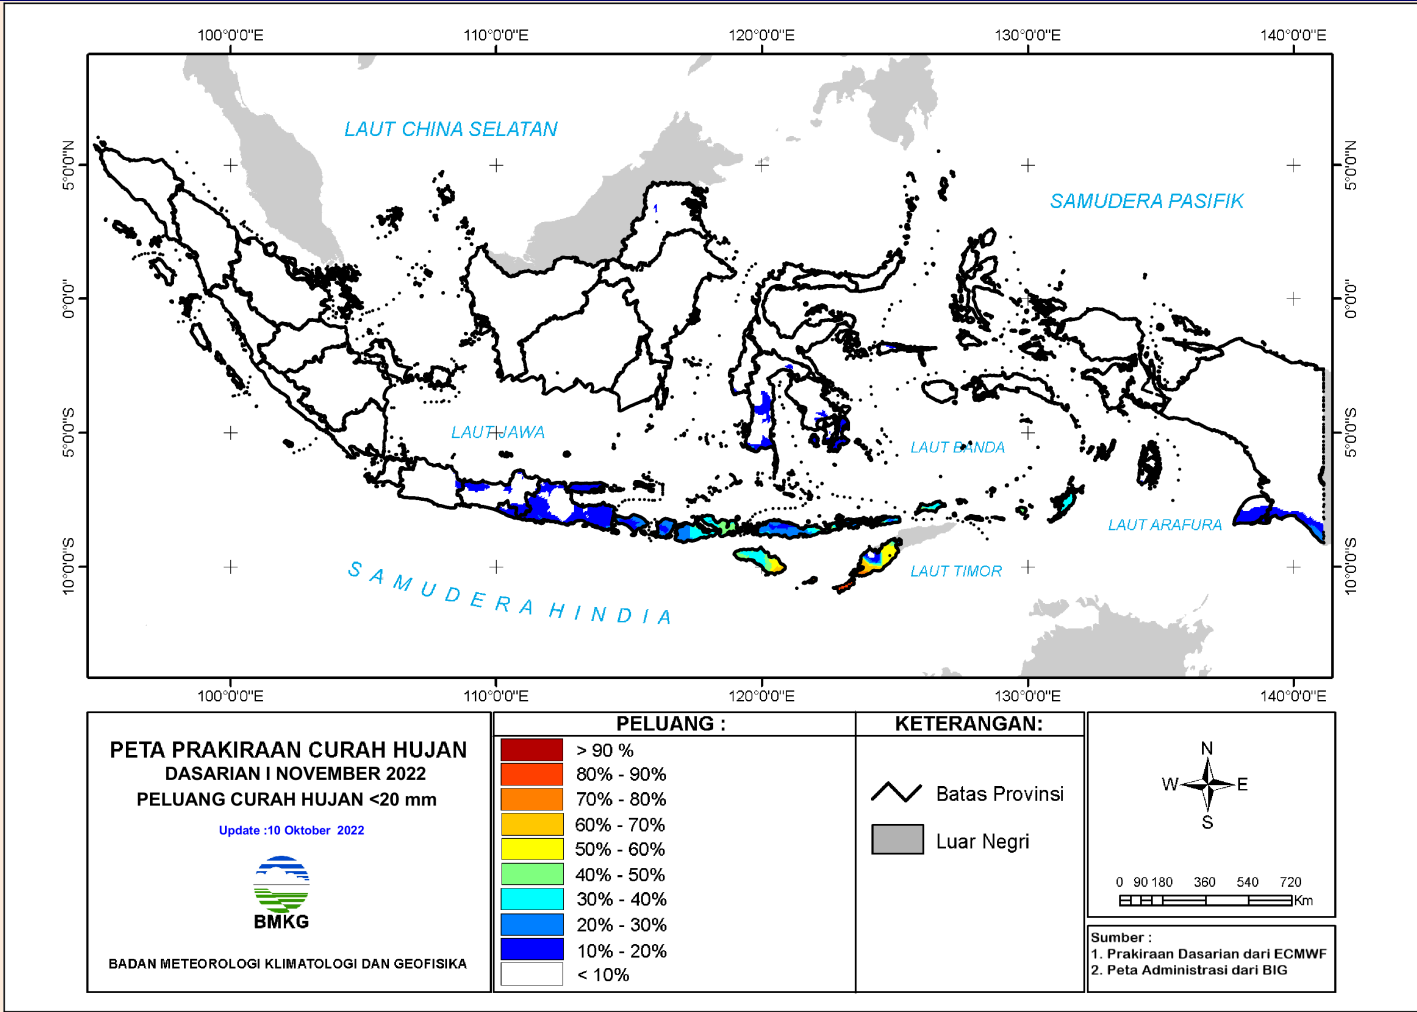 100°0'0"E 110°0'0"E 120°0'0"E 130°0'0"E 140°0'0"E
5°0'0"N
0°0'0"
5°0'0"S
10°0'0"S
LAUT CHINA SELATAN
SAMUDERA PASIFIK
LAUT JAWA
LAUT BANDA
LAUT ARAFURA
LAUT TIMOR
SAMUDERA HINDIA
5°0'0"N
0°0'0"
5°0'0"S
10°0'0"S
100°0'0"E 110°0'0"E 120°0'0"E 130°0'0"E 140°0'0"E
PETA PRAKIRAAN CURAH HUJAN
DASARIAN I NOVEMBER 2022
PELUANG CURAH HUJAN <20 mm
Update :10 Oktober 2022
BMKG
BADAN METEOROLOGI KLIMATOLOGI DAN GEOFISIKA
PELUANG :
> 90 %
80% - 90%
70% - 80%
60% - 70%
50% - 60%
40% - 50%
30% - 40%
20% - 30%
10% - 20%
< 10%
KETERANGAN:
Batas Provinsi
Luar Negri
N
W E
S
0 90 180 360 540 720
Km
Sumber :
1. Prakiraan Dasarian dari ECMWF
2. Peta Administrasi dari BIG